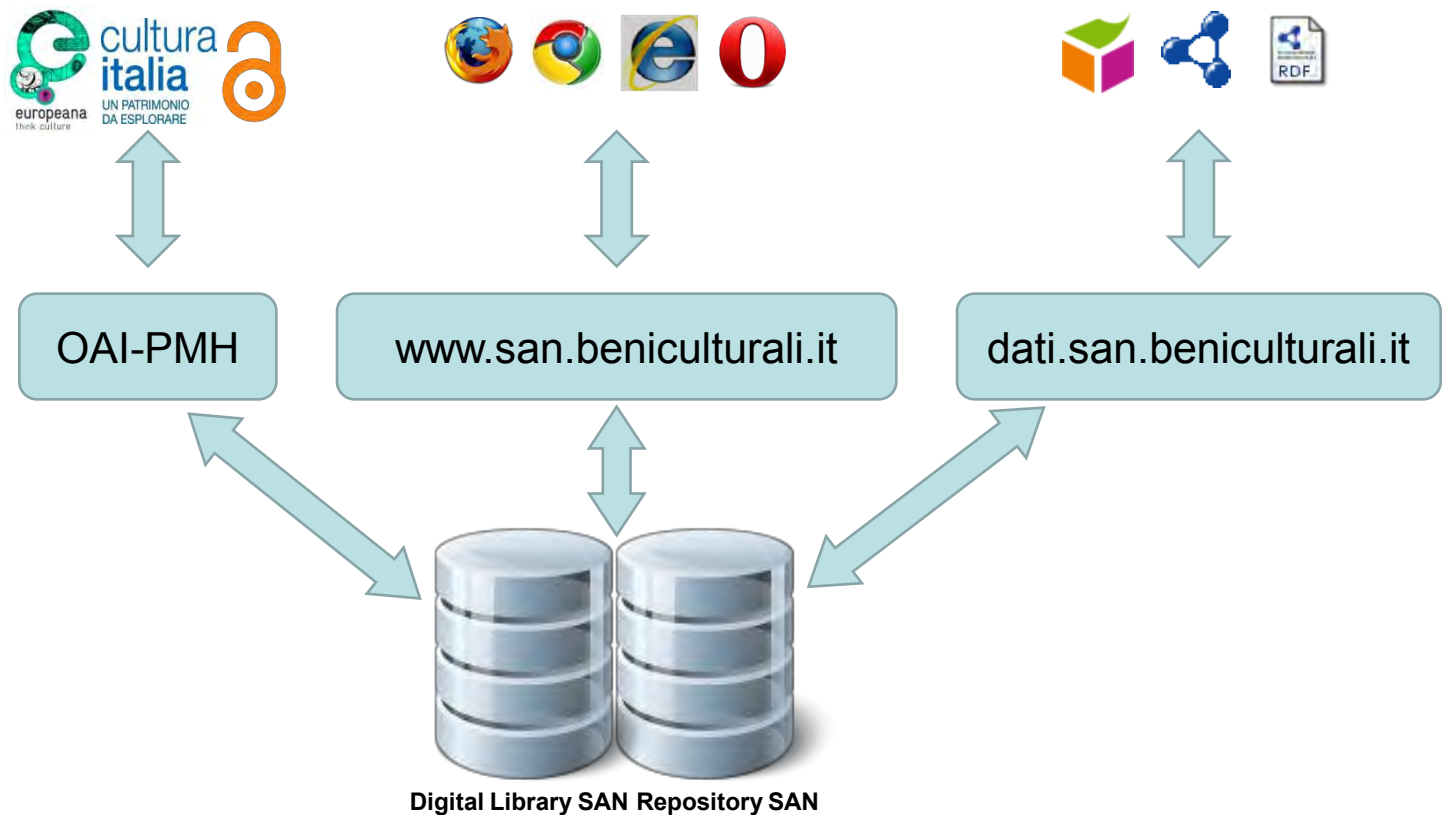 cultura
italia
UN PATRIMONIO
DA ESPLORARE
europeana
think culture
RDF
OAI-PMH
www.san.beniculturali.it
dati.san.beniculturali.it
Digital Library SAN Repository SAN